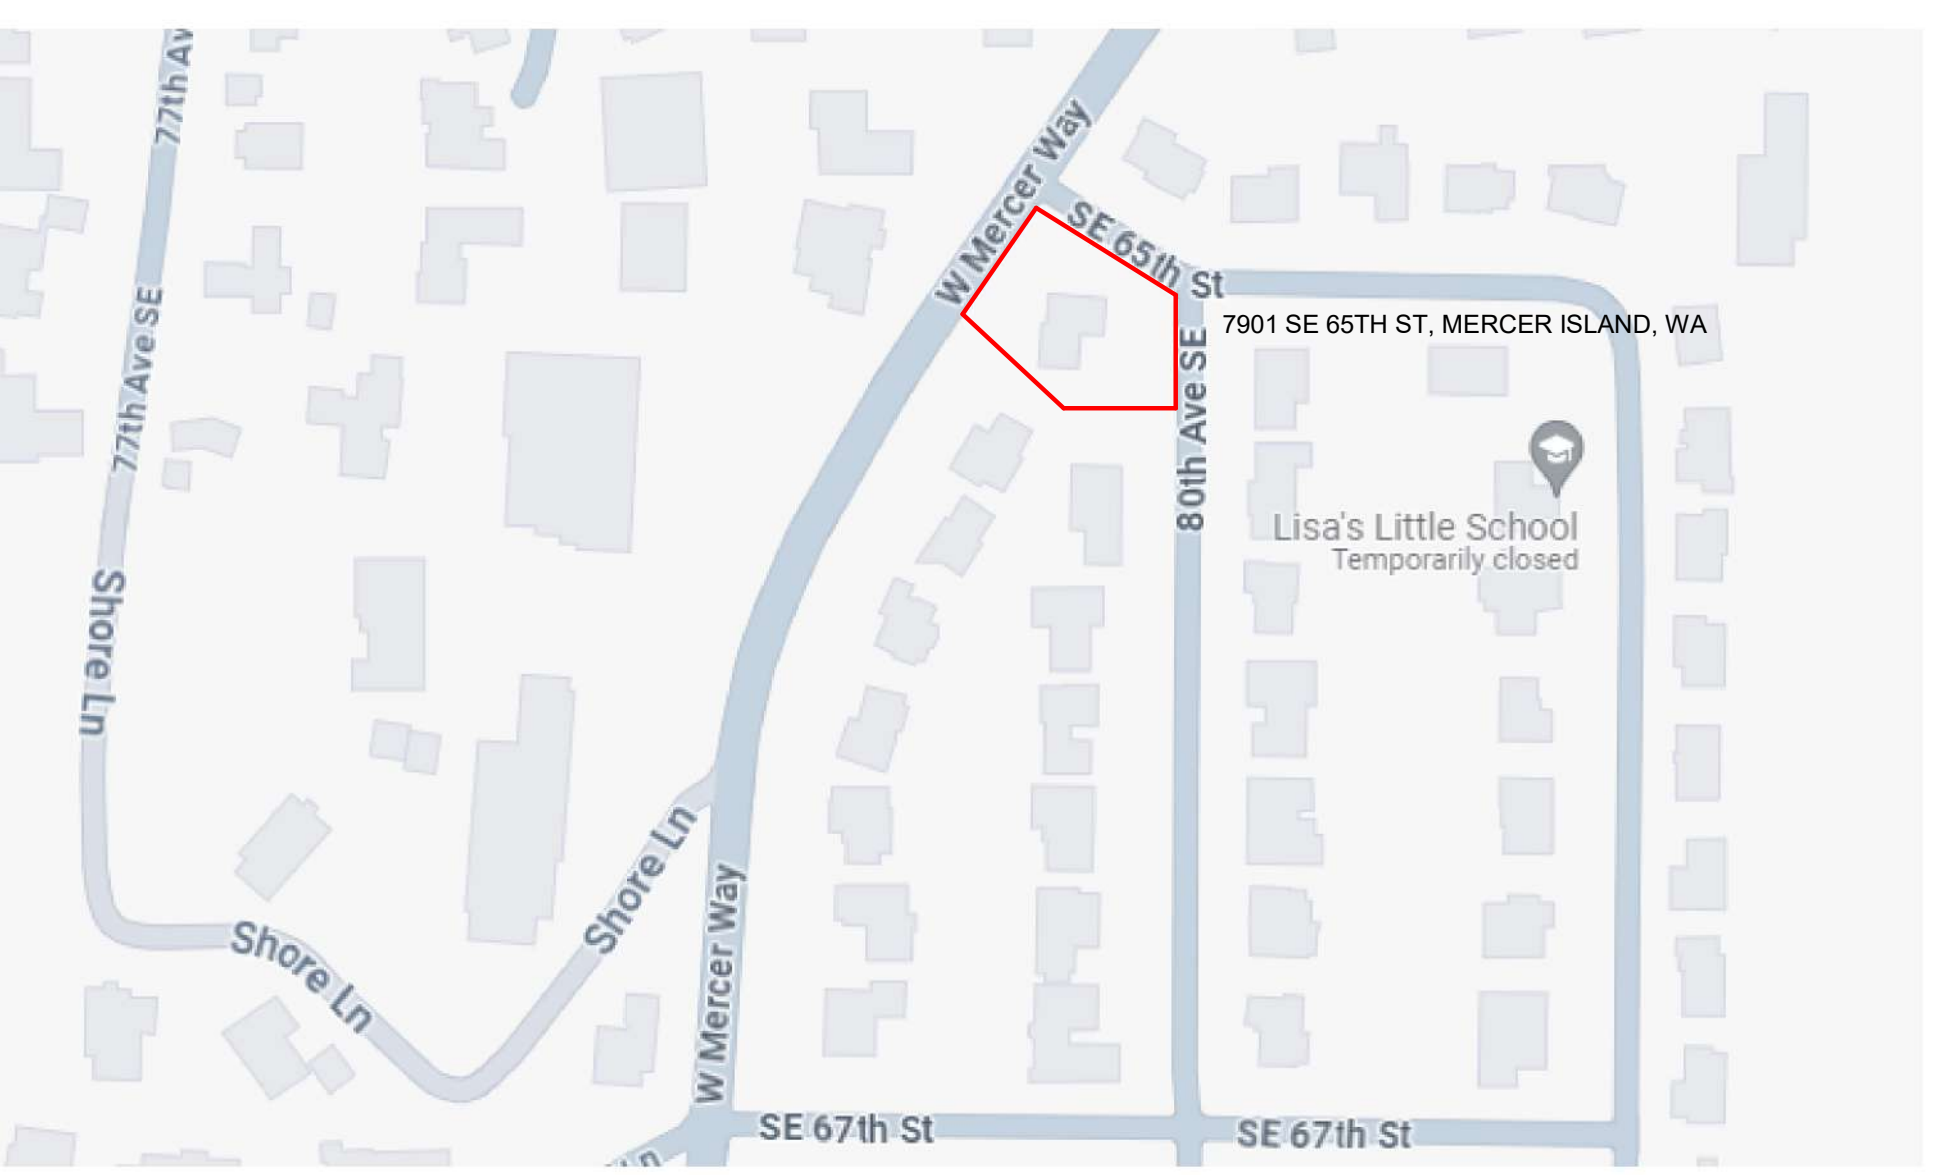 77th Av
W Mercer Way
SE 65th St
7901 SE 65TH ST, MERCER ISLAND, WA
77th Ave SE
80th Ave SE
Lisa's Little School
Temporarily closed
Shore Ln
Shore Ln
Shore Ln
W Mercer Way
SE 67th St
SE 67th St
Ln